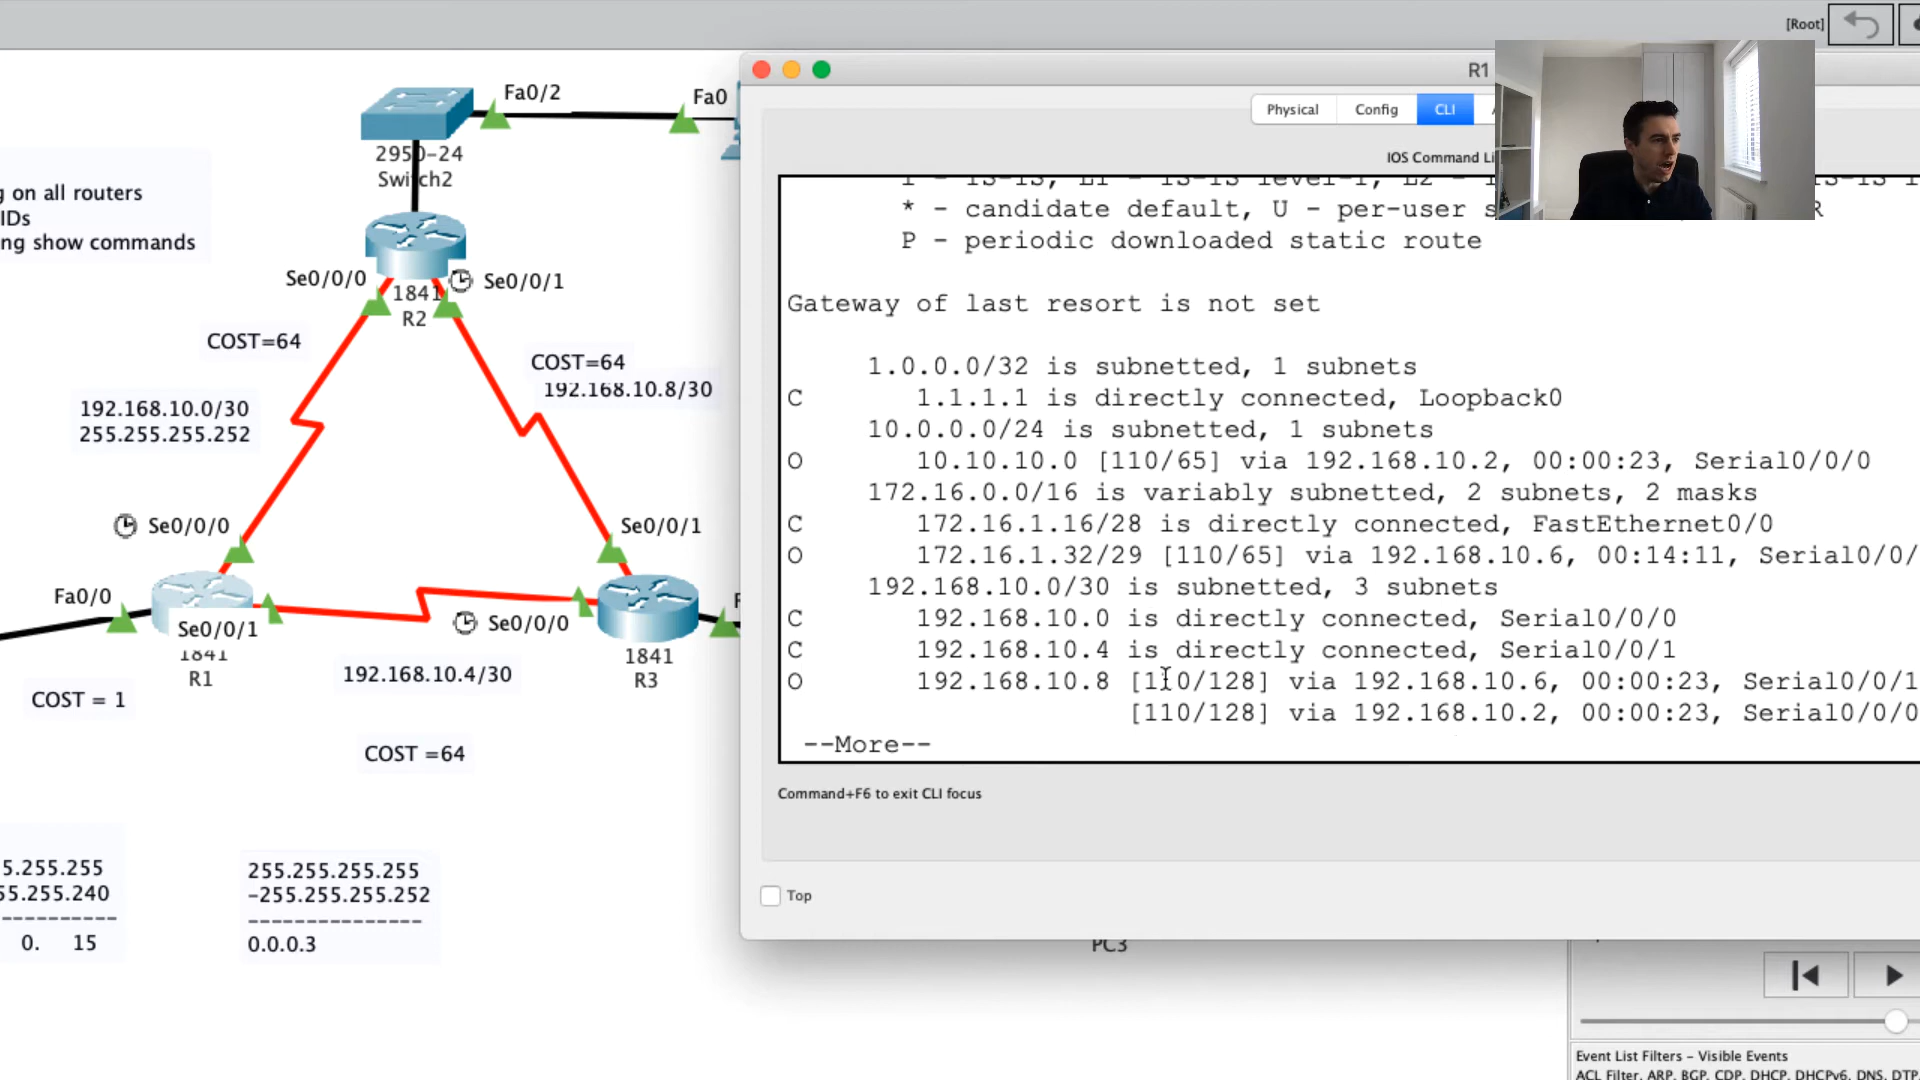 [Root]
R1
Physical
Config
CLI
IOS Command Li
* - candidate default, U - per-user s
R
P - periodic downloaded static route
Gateway of last resort is not set
1.0.0.0/32 is subnetted, 1 subnets
C 1.1.1.1 is directly connected, Loopback0
10.0.0.0/24 is subnetted, 1 subnets
O 10.10.10.0 [110/65] via 192.168.10.2, 00:00:23, Serial0/0/0
172.16.0.0/16 is variably subnetted, 2 subnets, 2 masks
C 172.16.1.16/28 is directly connected, FastEthernet0/0
O 172.16.1.32/29 [110/65] via 192.168.10.6, 00:14:11, Serial0/0/
192.168.10.0/30 is subnetted, 3 subnets
C 192.168.10.0 is directly connected, Serial0/0/0
C 192.168.10.4 is directly connected, Serial0/0/1
O 192.168.10.8 [110/128] via 192.168.10.6, 00:00:23, Serial0/0/1
[110/128] via 192.168.10.2, 00:00:23, Serial0/0/0
--More--
Command+F6 to exit CLI focus
Top
Fa0/2
Fa0
2950-24
Switch2
g on all routers
IDs
ng show commands
Se0/0/0
Se0/0/1
1841
R2
COST=64
COST=64
192.168.10.8/30
192.168.10.0/30
255.255.255.252
Se0/0/0
Se0/0/1
Fa0/0
F
Se0/0/1
Se0/0/0
1841
R1
1841
R3
192.168.10.4/30
COST = 1
COST =64
5.255.255
55.255.240
-----------
0. 15
255.255.255.255
-255.255.255.252
----------------
0.0.0.3
PC3
Event List Filters - Visible Events
ACL Filter, ARP, BGP, CDP, DHCP, DHCPv6, DNS, DTP,